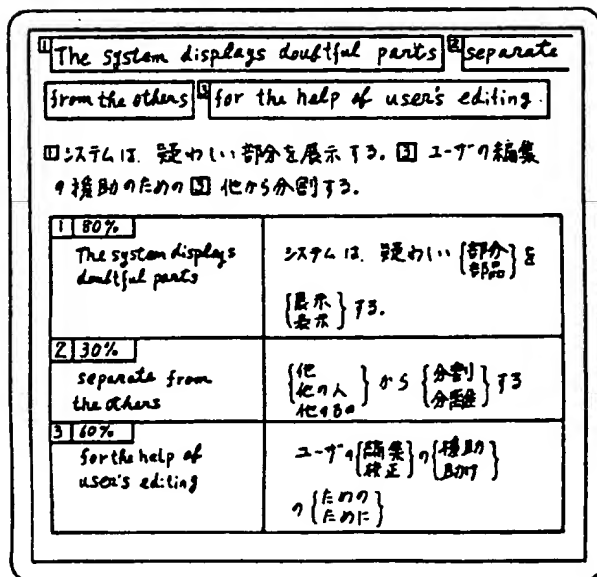 1 The system displays doubtful parts 2 separate
from the others 3 for the help of user's editing.
1 システムは、疑わしい部分を展示する。3 ユーザの編集
の援助のための 3 他から分割する。
1 80%
The system displays
doubtful parts
システムは、疑わしい {部分 部品} を
{展示 表示} する。
2 30%
separate from
the others
{他 他の人 他のもの} から {分割 分離} する
3 60%
for the help of
user's editing
ユーザの {編集 校正} の {援助 助け}
の {ための ために}